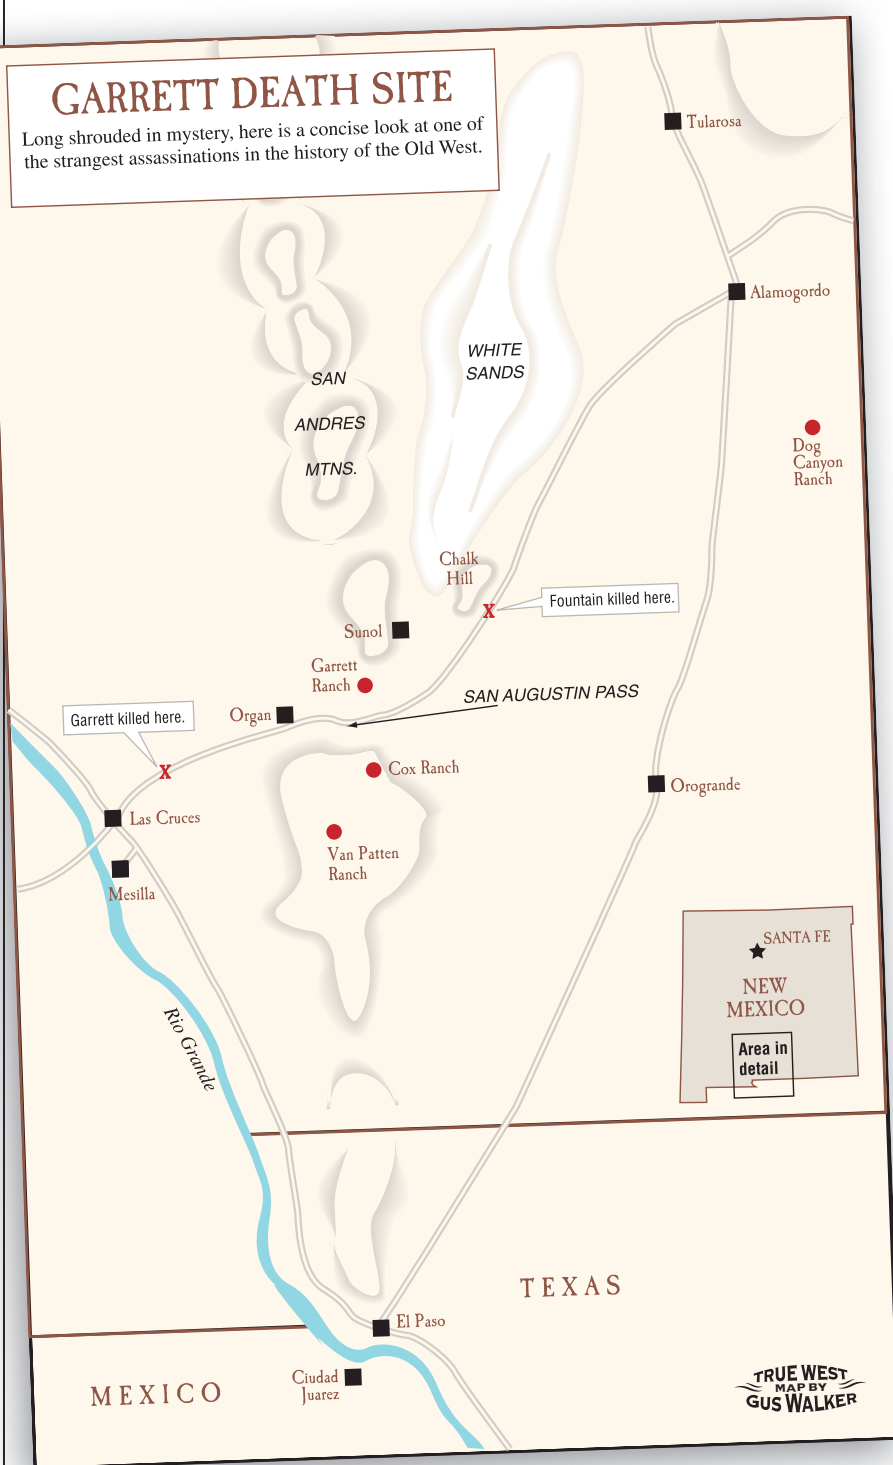 GARRETT DEATH SITE
Long shrouded in mystery, here is a concise look at one of
the strangest assassinations in the history of the Old West.
Tularosa
Alamogordo
WHITE
SANDS
SAN
ANDRES
MTNS.
Dog
Canyon
Ranch
Chalk
Hill
X
Fountain killed here.
Sunol
Garrett
Ranch
SAN AUGUSTIN PASS
Organ
Garrett killed here.
X
Cox Ranch
Orogrande
Las Cruces
Van Patten
Ranch
Mesilla
SANTA FE
NEW
MEXICO
Area in
detail
Rio Grande
TEXAS
El Paso
Ciudad
Juarez
MEXICO
TRUE WEST
MAP BY
GUS WALKER